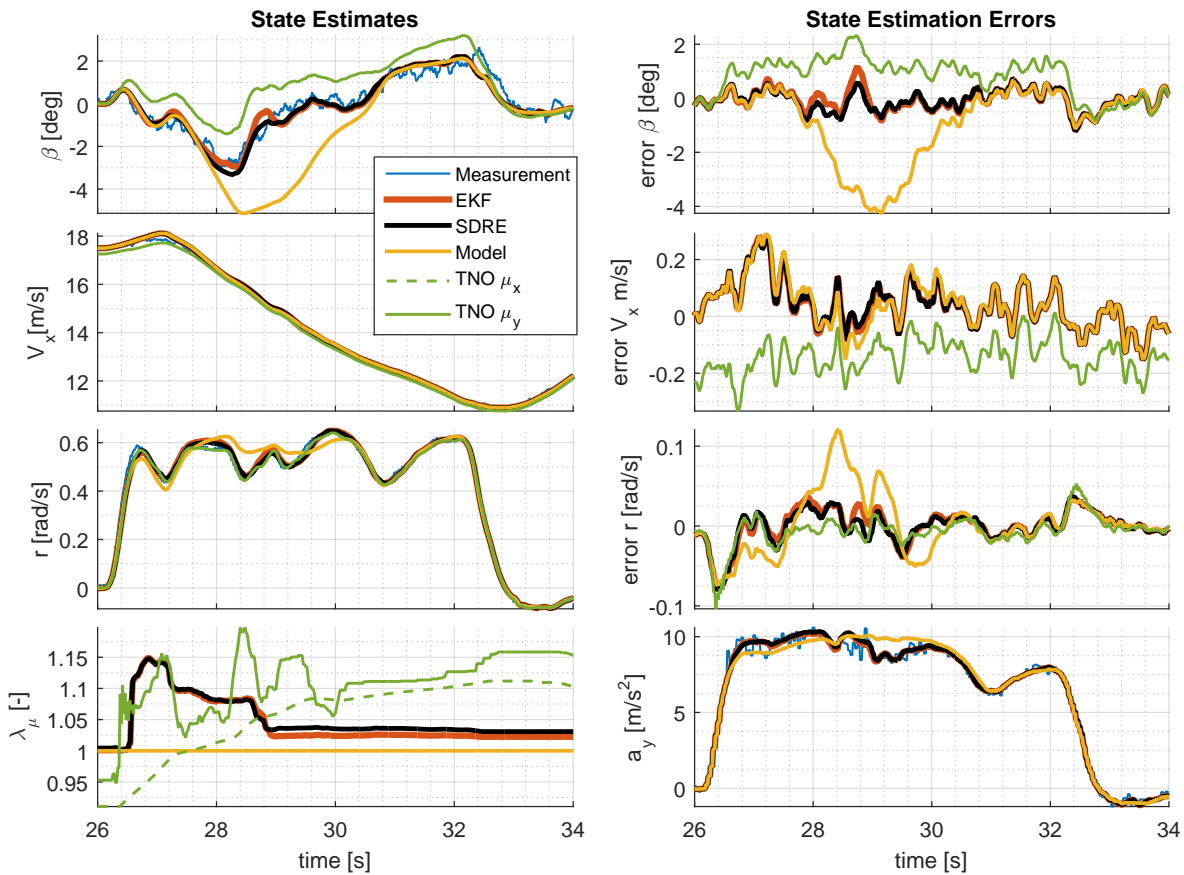 State Estimates
2
0
-2
-4
β [deg]
Measurement
EKF
SDRE
Model
TNO μx
TNO μy
18
16
14
12
Vx[m/s]
0.6
0.4
0.2
0
r [rad/s]
1.15
1.1
1.05
1
0.95
λμ [-]
26 28 30 32 34
time [s]
State Estimation Errors
2
0
-2
-4
error β [deg]
0.2
0
-0.2
error Vx m/s
0.1
0
-0.1
error r [rad/s]
10
5
0
ay [m/s²]
26 28 30 32 34
time [s]